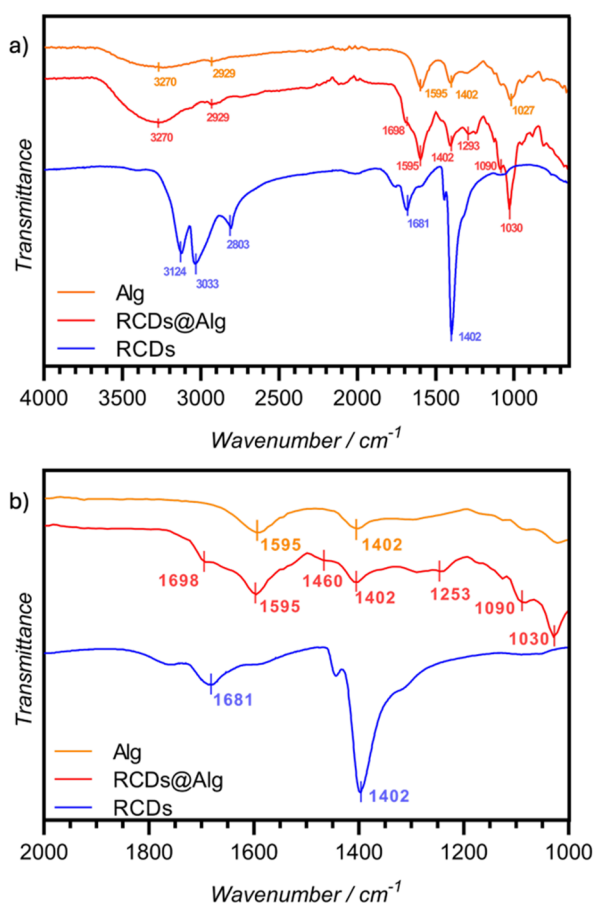 a)
3270
2929
1595
1402
1027
3270
2929
1698
1595
1402
1293
1090
1030
3124
3033
2803
1681
1402
Transmittance
Alg
RCDs@Alg
RCDs
4000 3500 3000 2500 2000 1500 1000
Wavenumber / cm-1
b)
1595
1402
1698
1595
1460
1402
1253
1090
1030
1681
1402
Transmittance
Alg
RCDs@Alg
RCDs
2000 1800 1600 1400 1200 1000
Wavenumber / cm-1